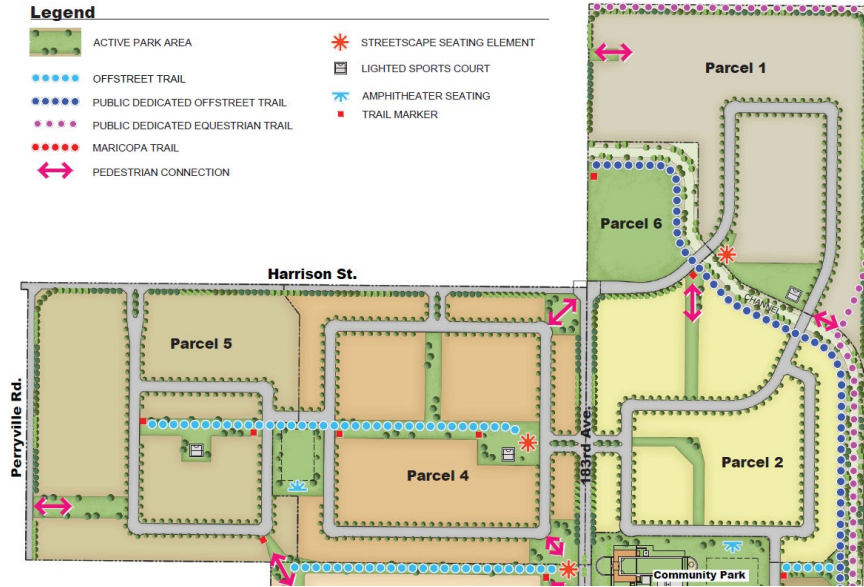 Legend
ACTIVE PARK AREA
OFFSTREET TRAIL
PUBLIC DEDICATED OFFSTREET TRAIL
PUBLIC DEDICATED EQUESTRIAN TRAIL
MARICOPA TRAIL
PEDESTRIAN CONNECTION
STREETSCAPE SEATING ELEMENT
LIGHTED SPORTS COURT
AMPHITHEATER SEATING
TRAIL MARKER
Parcel 1
Parcel 6
Harrison St.
CHANNEL
Parcel 5
Perryville Rd.
183rd Ave.
Parcel 4
Parcel 2
Community Park